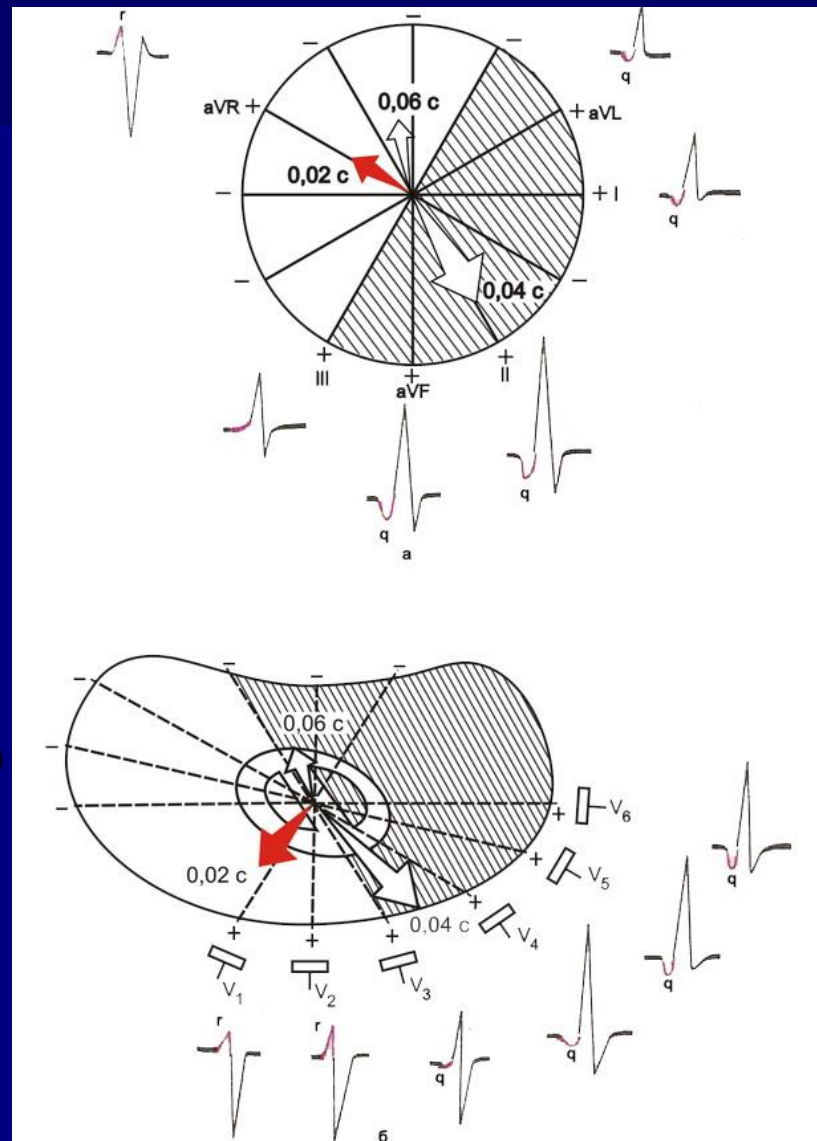 r
−
−
−
q
0,06 c
aVR +
+ aVL
0,02 c
−
+ I
q
−
0,04 c
−
+
III
+
aVF
+
II
q
q
а
−
−
−
−
0,06 c
−
−
+
V6
0,02 c
+
V5
q
+
0,04 c
V4
+
+
+
V1
V2
V3
q
r
r
q
q
б